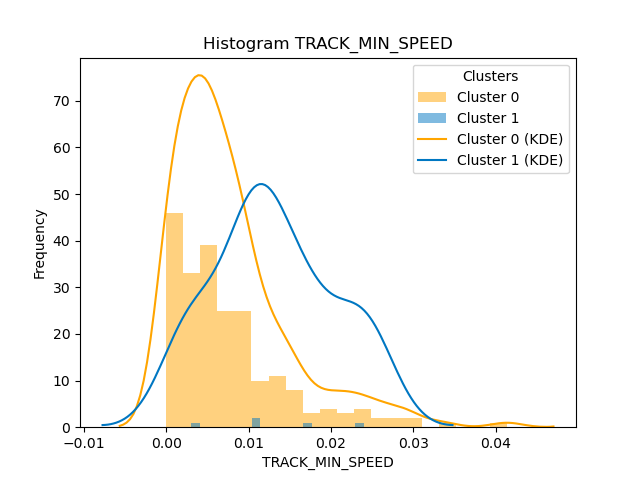 Histogram TRACK_MIN_SPEED
Clusters
Cluster 0
Cluster 1
Cluster 0 (KDE)
Cluster 1 (KDE)
Frequency
70
60
50
40
30
20
10
0
−0.01 0.00 0.01 0.02 0.03 0.04
TRACK_MIN_SPEED